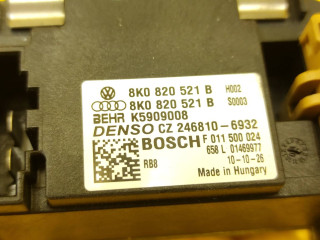 8K0 820 521 B H002
8K0 820 521 B S0003
BEHR K5909008
DENSO CZ 246810-6932
BOSCH F 011 500 024
658 L 01469977
RB8 10-10-26
Made in Hungary